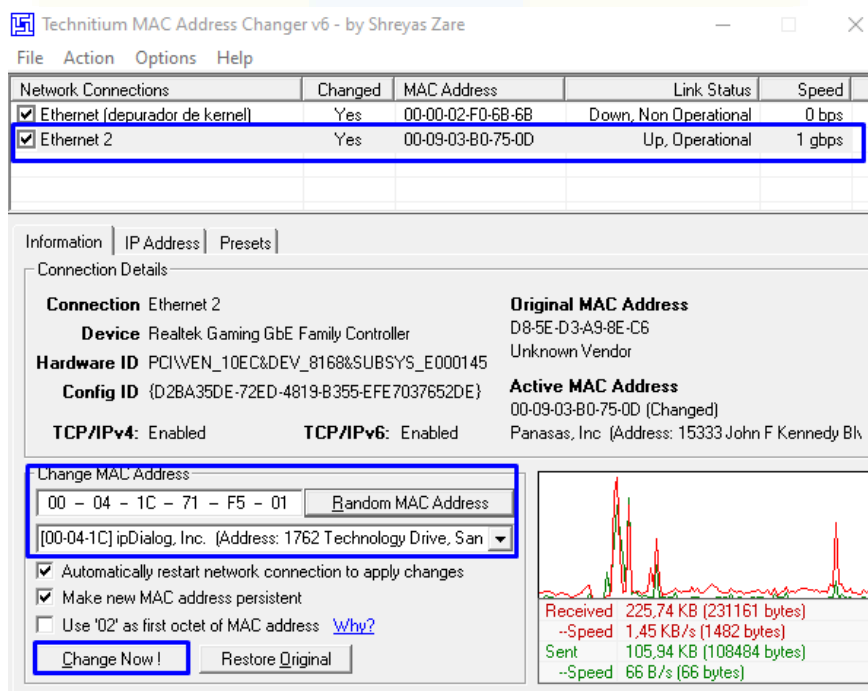 Technitium MAC Address Changer v6 - by Shreyas Zare
File Action Options Help
Network Connections Changed MAC Address Link Status Speed
Ethernet (depurador de kernel) Yes 00-00-02-F0-6B-6B Down, Non Operational 0 bps
Ethernet 2 Yes 00-09-03-B0-75-0D Up, Operational 1 gbps
Information IP Address Presets
Connection Details
Connection Ethernet 2
Device Realtek Gaming GbE Family Controller
Hardware ID PCI\VEN_10EC&DEV_8168&SUBSYS_E000145
Config ID {D2BA35DE-72ED-4819-B355-EFE7037652DE}
TCP/IPv4: Enabled TCP/IPv6: Enabled
Original MAC Address
D8-5E-D3-A9-8E-C6
Unknown Vendor
Active MAC Address
00-09-03-B0-75-0D (Changed)
Panasas, Inc (Address: 15333 John F Kennedy Blv
Change MAC Address
00 - 04 - 1C - 71 - F5 - 01 Random MAC Address
[00-04-1C] ipDialog, Inc. (Address: 1762 Technology Drive, San
Automatically restart network connection to apply changes
Make new MAC address persistent
Use '02' as first octet of MAC address Why?
Change Now ! Restore Original
Received 225,74 KB (231161 bytes)
--Speed 1,45 KB/s (1482 bytes)
Sent 105,94 KB (108484 bytes)
--Speed 66 B/s (66 bytes)